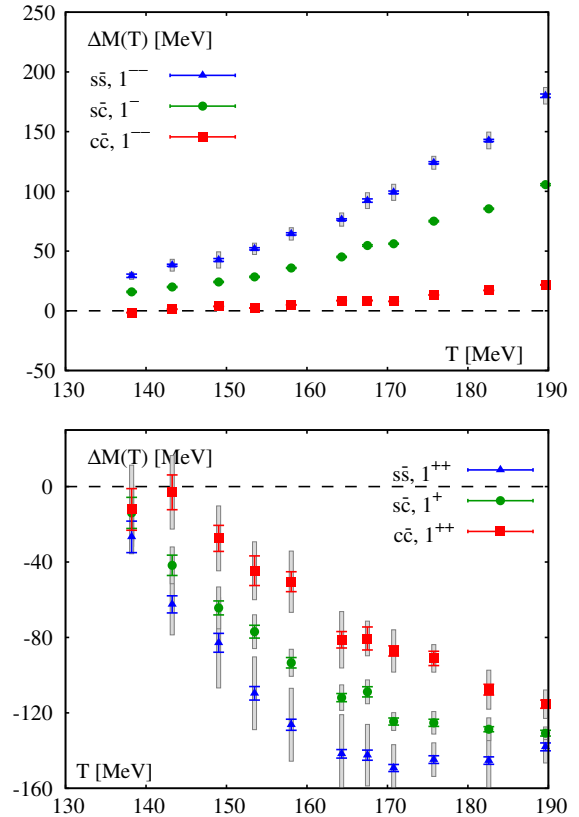 250
200
150
100
50
0
-50
ΔM(T) [MeV]
ss̄, 1⁻⁻
sc̄, 1⁻
cc̄, 1⁻⁻
T [MeV]
130 140 150 160 170 180 190
0
-40
-80
-120
-160
ΔM(T) [MeV]
ss̄, 1⁺⁺
sc̄, 1⁺
cc̄, 1⁺⁺
T [MeV]
130 140 150 160 170 180 190